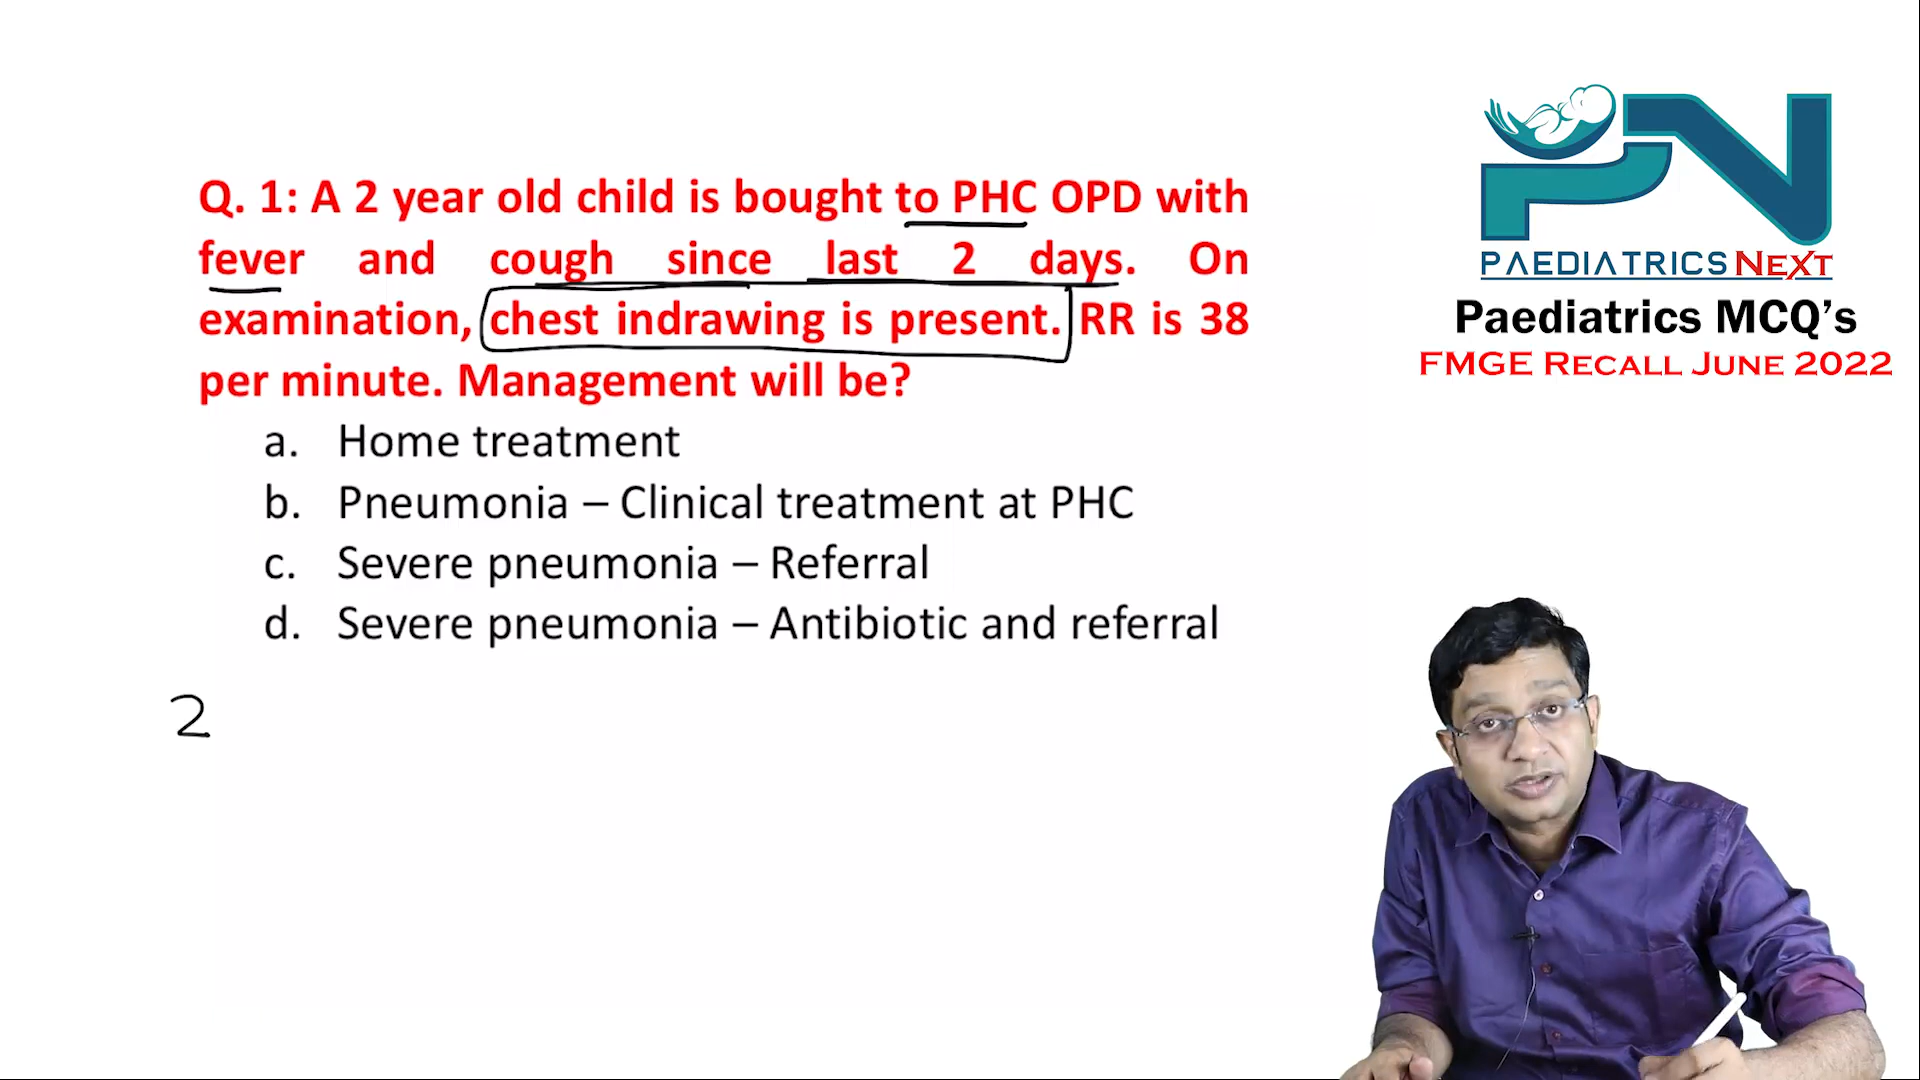 Q. 1: A 2 year old child is bought to PHC OPD with
fever and cough since last 2 days. On
examination, chest indrawing is present. RR is 38
per minute. Management will be?
a. Home treatment
b. Pneumonia – Clinical treatment at PHC
c. Severe pneumonia – Referral
d. Severe pneumonia – Antibiotic and referral
2
PN
PAEDIATRICS NEXT
Paediatrics MCQ’s
FMGE RECALL JUNE 2022